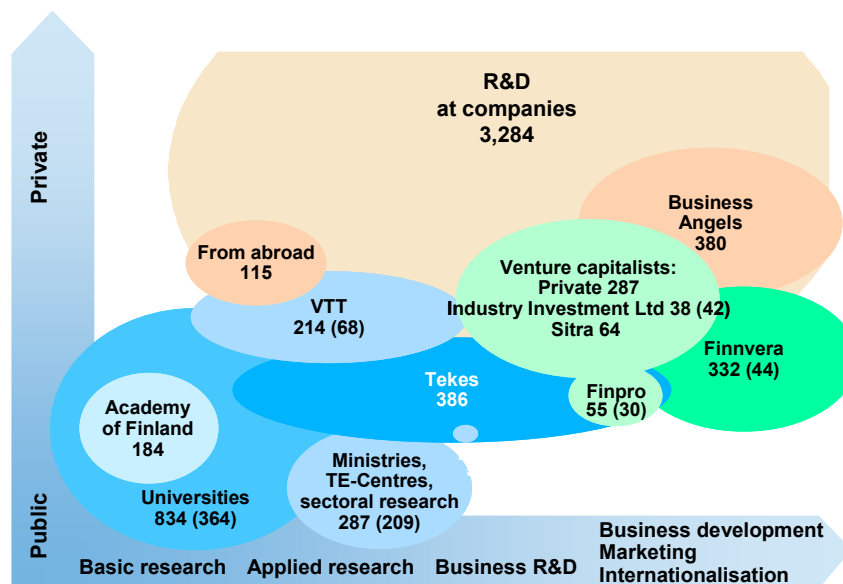 Private
R&D
at companies
3,284
Business
Angels
380
From abroad
115
Venture capitalists:
Private 287
Industry Investment Ltd 38 (42)
Sitra 64
VTT
214 (68)
Finnvera
332 (44)
Tekes
386
Finpro
55 (30)
Academy
of Finland
184
Ministries,
TE-Centres,
sectoral research
287 (209)
Universities
834 (364)
Public
Basic research
Applied research
Business R&D
Business development
Marketing
Internationalisation